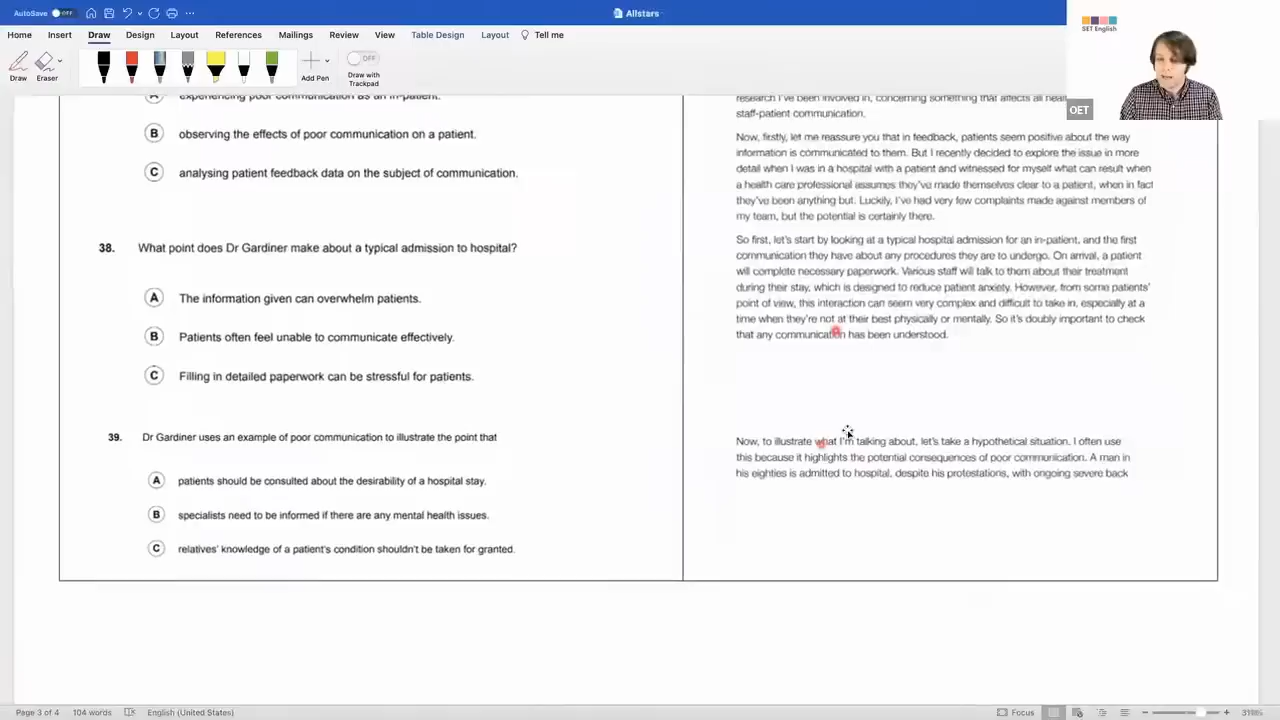 AutoSave OFF Allstars
SET English
Home Insert Draw Design Layout References Mailings Review View Table Design Layout Tell me
OFF
Draw Eraser Add Pen Draw with
Trackpad
OET
A experiencing poor communication as an in-patient.
B observing the effects of poor communication on a patient.
C analysing patient feedback data on the subject of communication.
38. What point does Dr Gardiner make about a typical admission to hospital?
A The information given can overwhelm patients.
B Patients often feel unable to communicate effectively.
C Filling in detailed paperwork can be stressful for patients.
39. Dr Gardiner uses an example of poor communication to illustrate the point that
A patients should be consulted about the desirability of a hospital stay.
B specialists need to be informed if there are any mental health issues.
C relatives' knowledge of a patient's condition shouldn't be taken for granted.
research I've been involved in, concerning something that affects all
staff-patient communication.
Now, firstly, let me reassure you that in feedback, patients seem positive about the way
information is communicated to them. But I recently decided to explore the issue in more
detail when I was in a hospital with a patient and witnessed for myself what can result when
a health care professional assumes they've made themselves clear to a patient, when in fact
they've been anything but. Luckily, I've had very few complaints made against members of
my team, but the potential is certainly there.
So first, let's start by looking at a typical hospital admission for an in-patient, and the first
communication they have about any procedures they are to undergo. On arrival, a patient
will complete necessary paperwork. Various staff will talk to them about their treatment
during their stay, which is designed to reduce patient anxiety. However, from some patients'
point of view, this interaction can seem very complex and difficult to take in, especially at a
time when they're not at their best physically or mentally. So it's doubly important to check
that any communication has been understood.
Now, to illustrate what I'm talking about, let's take a hypothetical situation. I often use
this because it highlights the potential consequences of poor communication. A man in
his eighties is admitted to hospital, despite his protestations, with ongoing severe back
Page 3 of 4 104 words English (United States) Focus